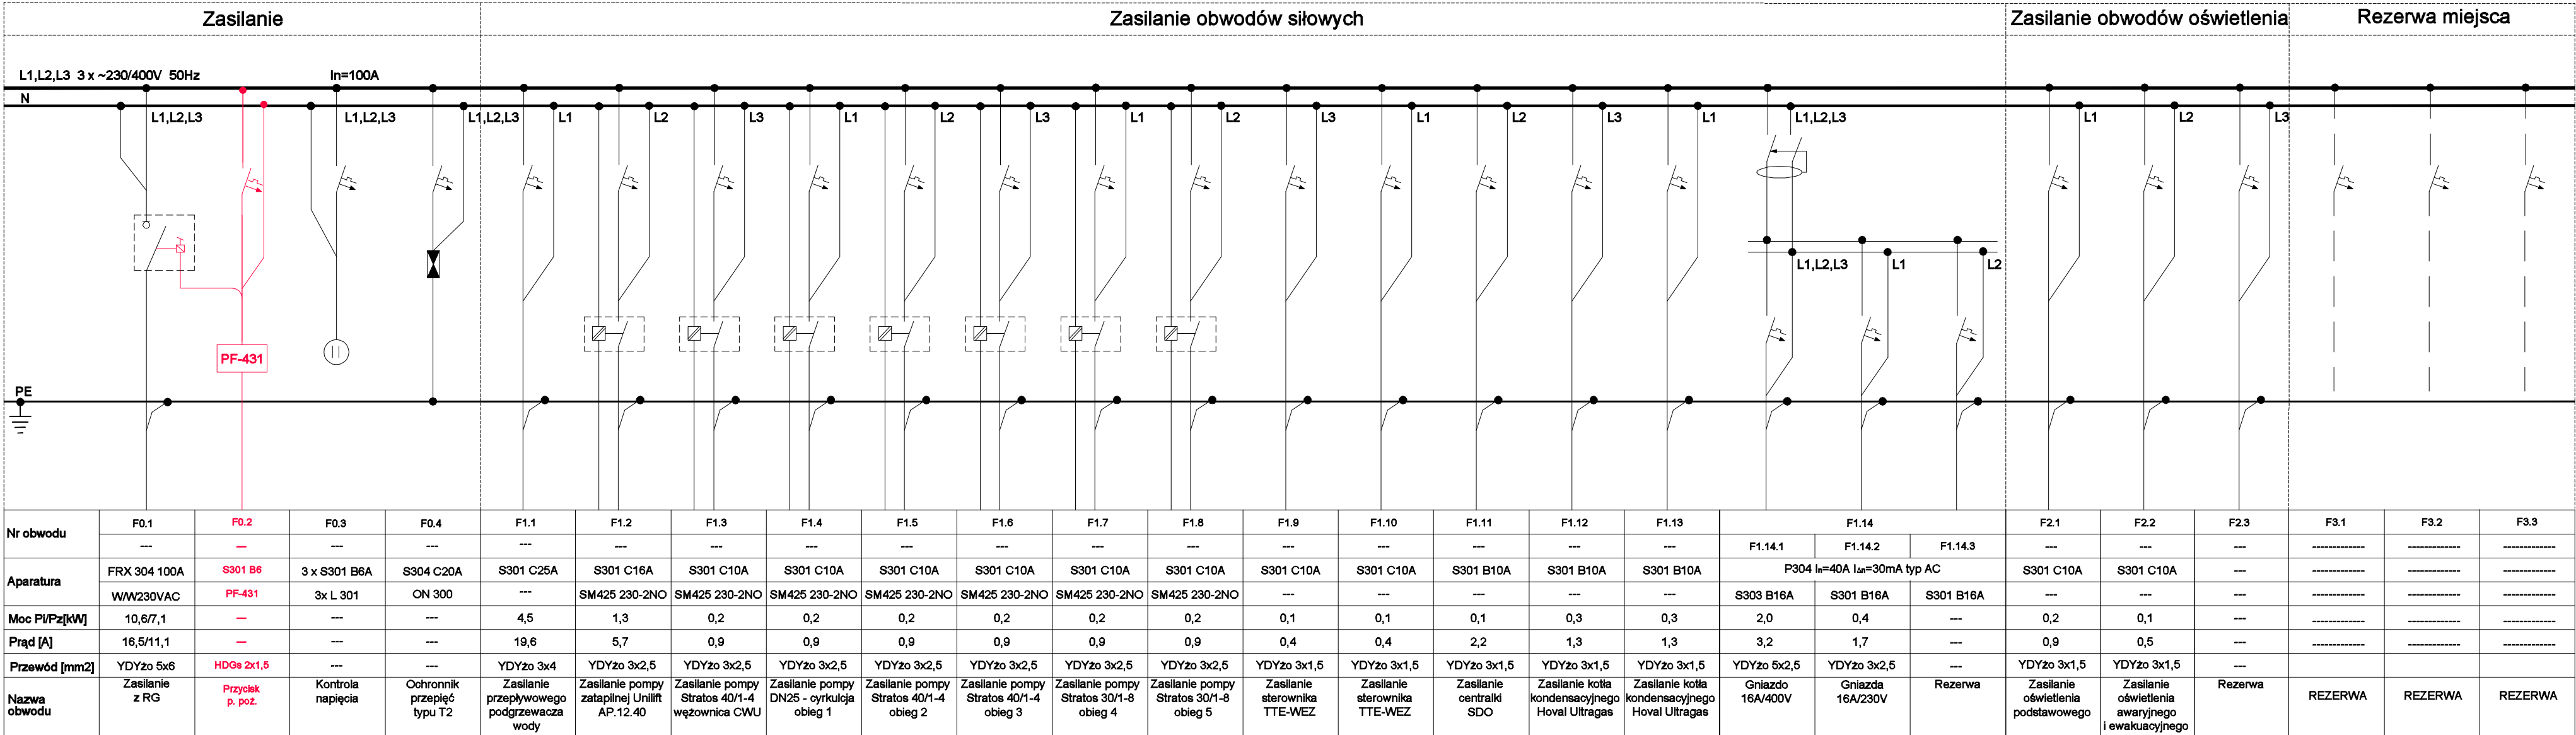 Zasilanie
Zasilanie obwodów siłowych
Zasilanie obwodów oświetlenia
Rezerwa miejsca
L1,L2,L3 3 x ~230/400V 50Hz
In=100A
N
L1,L2,L3 L1,L2,L3 L1,L2,L3 L1 L2 L3 L1 L2 L3 L1 L2 L3 L1 L2 L3 L1 L1,L2,L3 L1 L2 L3
L1,L2,L3 L1 L2
PF-431
PE
Nr obwodu F0.1 F0.2 F0.3 F0.4 F1.1 F1.2 F1.3 F1.4 F1.5 F1.6 F1.7 F1.8 F1.9 F1.10 F1.11 F1.12 F1.13 F1.14 F2.1 F2.2 F2.3 F3.1 F3.2 F3.3
--- — --- --- --- --- --- --- --- --- --- --- --- --- --- --- --- F1.14.1 F1.14.2 F1.14.3 --- --- --- ------------- ------------- -------------
Aparatura FRX 304 100A S301 B6 3 x S301 B6A S304 C20A S301 C25A S301 C16A S301 C10A S301 C10A S301 C10A S301 C10A S301 C10A S301 C10A S301 C10A S301 C10A S301 B10A S301 B10A S301 B10A P304 In=40A IΔn=30mA typ AC S301 C10A S301 C10A --- ------------- ------------- -------------
W/W230VAC PF-431 3x L 301 ON 300 --- SM425 230-2NO SM425 230-2NO SM425 230-2NO SM425 230-2NO SM425 230-2NO SM425 230-2NO SM425 230-2NO --- --- --- --- --- S303 B16A S301 B16A S301 B16A --- --- --- ------------- ------------- -------------
Moc Pi/Pz[kW] 10,6/7,1 — --- --- 4,5 1,3 0,2 0,2 0,2 0,2 0,2 0,2 0,1 0,1 0,1 0,3 0,3 2,0 0,4 --- 0,2 0,1 --- ------------- ------------- -------------
Prąd [A] 16,5/11,1 — --- --- 19,6 5,7 0,9 0,9 0,9 0,9 0,9 0,9 0,4 0,4 2,2 1,3 1,3 3,2 1,7 --- 0,9 0,5 --- ------------- ------------- -------------
Przewód [mm2] YDYżo 5x6 HDGs 2x1,5 --- --- YDYżo 3x4 YDYżo 3x2,5 YDYżo 3x2,5 YDYżo 3x2,5 YDYżo 3x2,5 YDYżo 3x2,5 YDYżo 3x2,5 YDYżo 3x2,5 YDYżo 3x1,5 YDYżo 3x1,5 YDYżo 3x1,5 YDYżo 3x1,5 YDYżo 3x1,5 YDYżo 5x2,5 YDYżo 3x2,5 --- YDYżo 3x1,5 YDYżo 3x1,5 ---
Nazwa
obwodu
Zasilanie
z RG
Przycisk
p. poż.
Kontrola
napięcia
Ochronnik
przepięć
typu T2
Zasilanie
przepływowego
podgrzewacza
wody
Zasilanie pompy
zatapilnej Unilift
AP.12.40
Zasilanie pompy
Stratos 40/1-4
wężownica CWU
Zasilanie pompy
DN25 - cyrkulcja
obieg 1
Zasilanie pompy
Stratos 40/1-4
obieg 2
Zasilanie pompy
Stratos 40/1-4
obieg 3
Zasilanie pompy
Stratos 30/1-8
obieg 4
Zasilanie pompy
Stratos 30/1-8
obieg 5
Zasilanie
sterownika
TTE-WEZ
Zasilanie
sterownika
TTE-WEZ
Zasilanie
centralki
SDO
Zasilanie kotła
kondensacyjnego
Hoval Ultragas
Zasilanie kotła
kondensacyjnego
Hoval Ultragas
Gniazdo
16A/400V
Gniazda
16A/230V
Rezerwa
Zasilanie
oświetlenia
podstawowego
Zasilanie
oświetlenia
awaryjnego
i ewakuacyjnego
Rezerwa
REZERWA
REZERWA
REZERWA